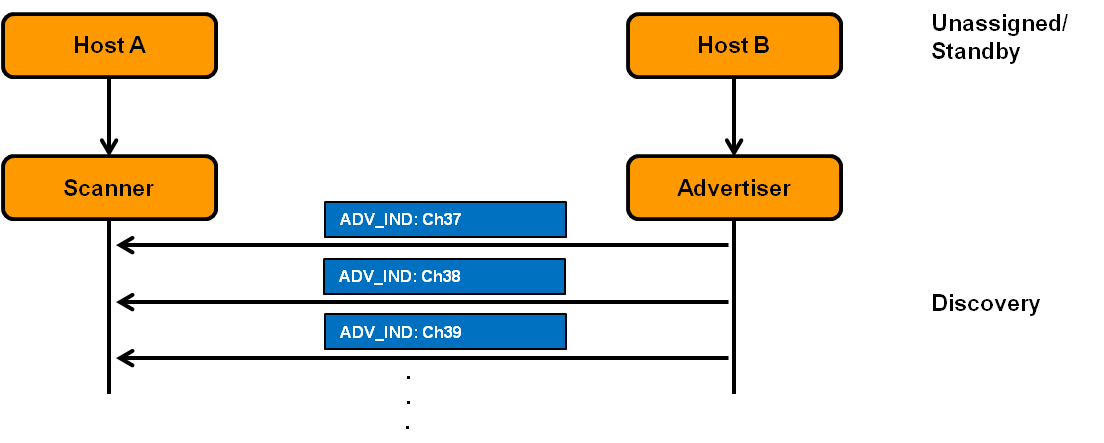 Host A
Host B
Unassigned/
Standby
Scanner
Advertiser
ADV_IND: Ch37
ADV_IND: Ch38
Discovery
ADV_IND: Ch39